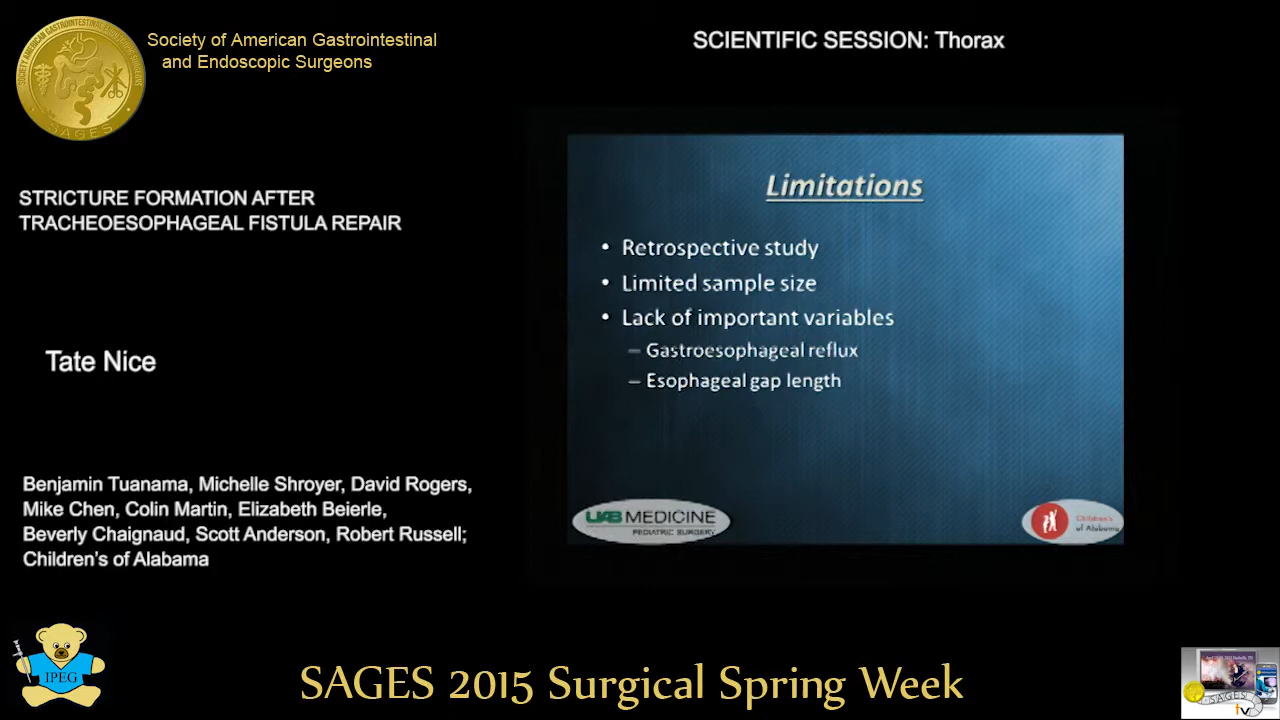 Society of American Gastrointestinal
and Endoscopic Surgeons
SCIENTIFIC SESSION: Thorax
SAGES
STRICTURE FORMATION AFTER
TRACHEOESOPHAGEAL FISTULA REPAIR
Tate Nice
Benjamin Tuanama, Michelle Shroyer, David Rogers,
Mike Chen, Colin Martin, Elizabeth Beierle,
Beverly Chaignaud, Scott Anderson, Robert Russell;
Children's of Alabama
Limitations
• Retrospective study
• Limited sample size
• Lack of important variables
– Gastroesophageal reflux
– Esophageal gap length
UAB MEDICINE
PEDIATRIC SURGERY
Children's
of Alabama
IPEG
SAGES 2015 Surgical Spring Week
SAGES
tv